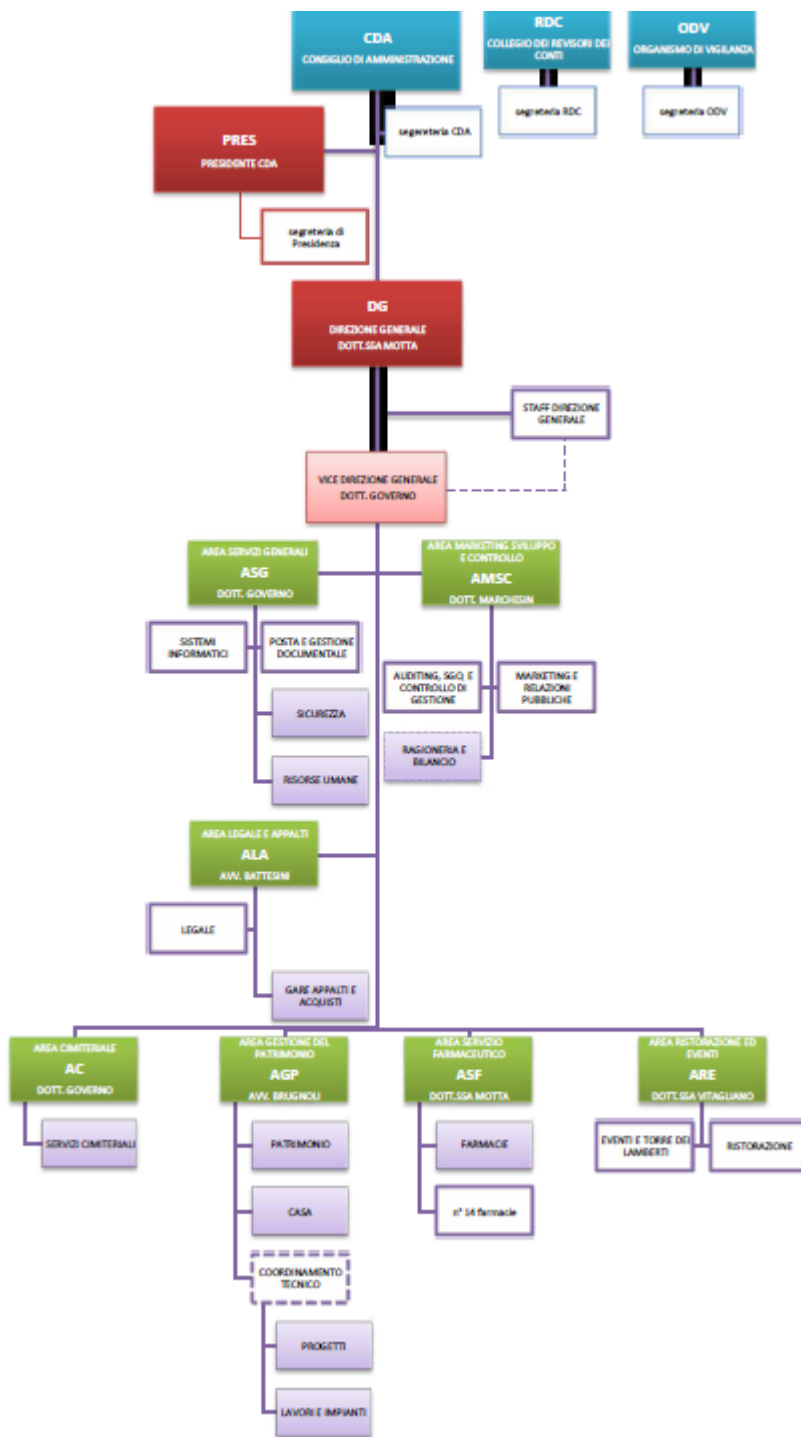 CDA
CONSIGLIO DI AMMINISTRAZIONE
RDC
COLLEGIO DEI REVISORI DEI
CONTI
ODV
ORGANISMO DI VIGILANZA
segereteria CDA
segreteria RDC
segreteria ODV
PRES
PRESIDENTE CDA
segreteria di
Presidenza
DG
DIREZIONE GENERALE
DOTT.SSA MOTTA
STAFF DIREZIONE
GENERALE
VICE DIREZIONE GENERALE
DOTT. GOVERNO
AREA SERVIZI GENERALI
ASG
DOTT. GOVERNO
AREA MARKETING SVILUPPO
E CONTROLLO
AMSC
DOTT. MARCHESIN
SISTEMI
INFORMATICI
POSTA E GESTIONE
DOCUMENTALE
SICUREZZA
RISORSE UMANE
AUDITING, SGQ, E
CONTROLLO DI
GESTIONE
MARKETING E
RELAZIONI
PUBBLICHE
RAGIONERIA E
BILANCIO
AREA LEGALE E APPALTI
ALA
AVV. BATTESINI
LEGALE
GARE APPALTI E
ACQUISTI
AREA CIMITERIALE
AC
DOTT. GOVERNO
SERVIZI CIMITERIALI
AREA GESTIONE DEL
PATRIMONIO
AGP
AVV. BRUGNOLI
PATRIMONIO
CASA
COORDINAMENTO
TECNICO
PROGETTI
LAVORI E IMPIANTI
AREA SERVIZIO
FARMACEUTICO
ASF
DOTT.SSA MOTTA
FARMACIE
n° 14 farmacie
AREA RISTORAZIONE ED
EVENTI
ARE
DOTT.SSA VITAGLIANO
EVENTI E TORRE DEI
LAMBERTI
RISTORAZIONE